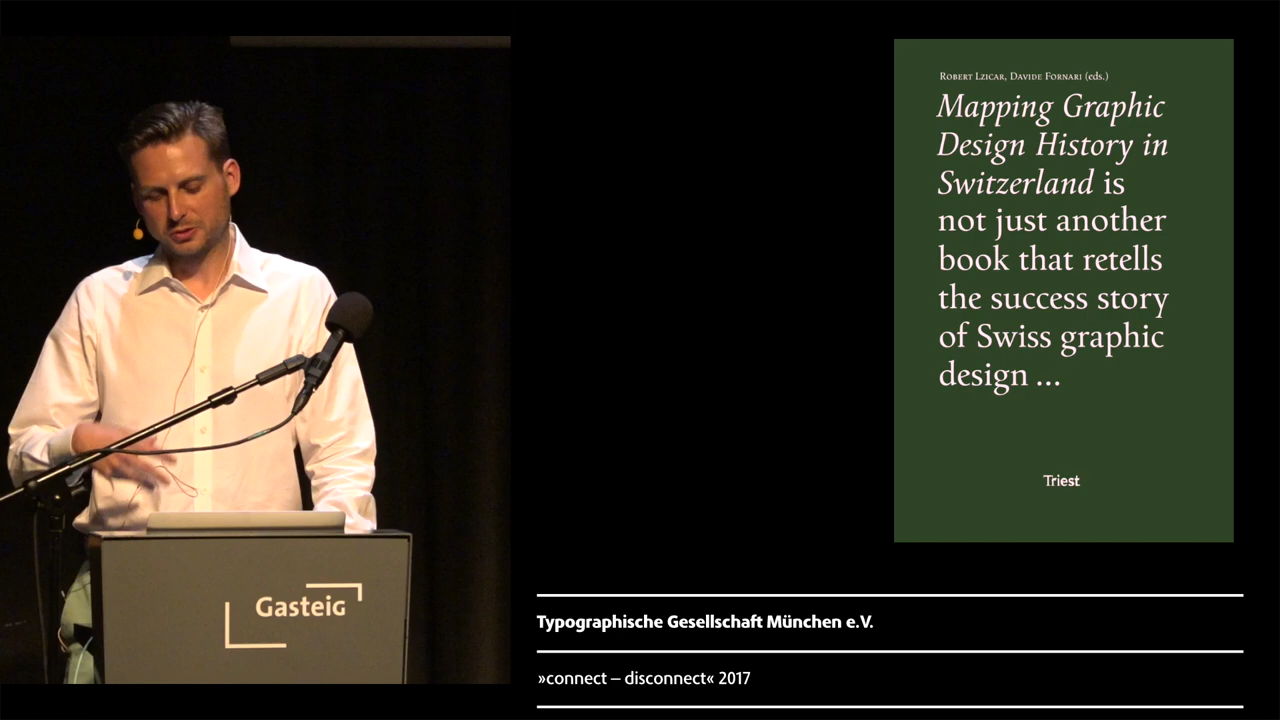 Gasteig
Robert Lzicar, Davide Fornari (eds.)
Mapping Graphic
Design History in
Switzerland is
not just another
book that retells
the success story
of Swiss graphic
design ...
Triest
Typographische Gesellschaft München e.V.
»connect – disconnect« 2017